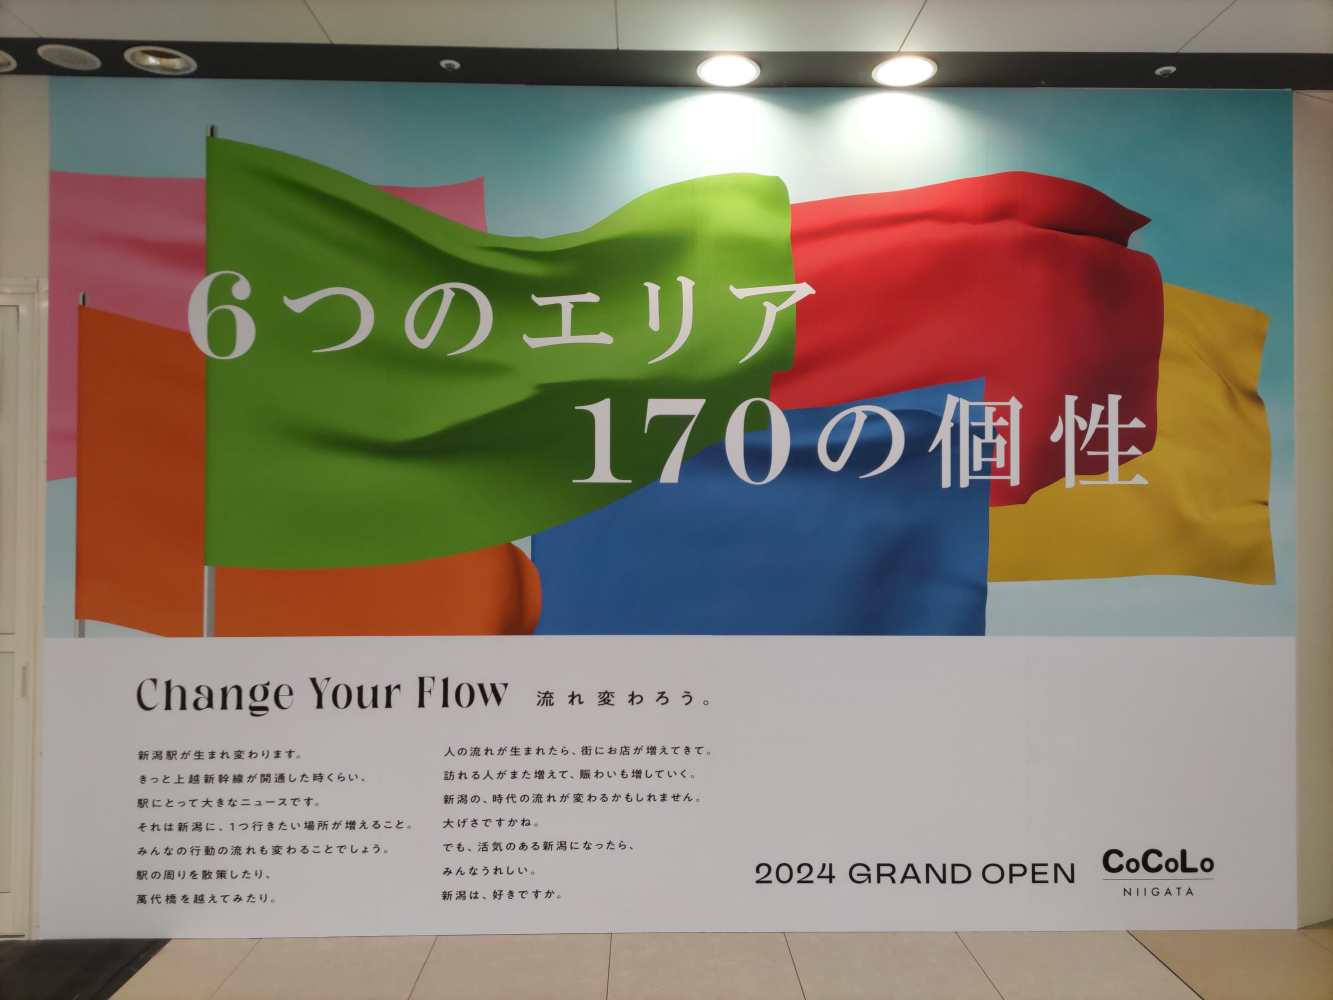 6つのエリア
170の個性
Change Your Flow 流れ変わろう。
新潟駅が生まれ変わります。
きっと上越新幹線が開通した時くらい、
駅にとって大きなニュースです。
それは新潟に、1つ行きたい場所が増えること。
みんなの行動の流れも変わることでしょう。
駅の周りを散策したり、
萬代橋を越えてみたり。
人の流れが生まれたら、街にお店が増えてきて。
訪れる人がまた増えて、賑わいも増していく。
新潟の、時代の流れが変わるかもしれません。
大げさですかね。
でも、活気のある新潟になったら、
みんなうれしい。
新潟は、好きですか。
2024 GRAND OPEN
CoCoLo
NIIGATA